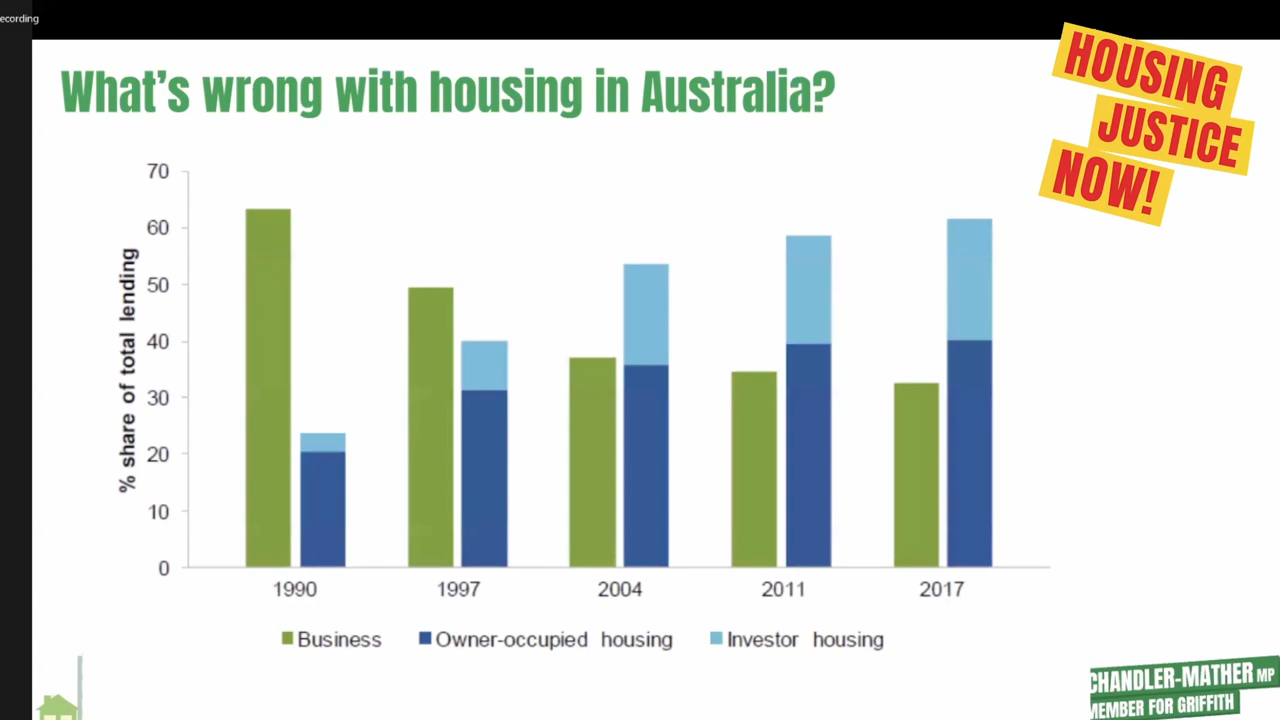 ecording
What's wrong with housing in Australia?
HOUSING
JUSTICE
NOW!
% share of total lending
70
60
50
40
30
20
10
0
1990 1997 2004 2011 2017
Business Owner-occupied housing Investor housing
CHANDLER-MATHER MP
MEMBER FOR GRIFFITH